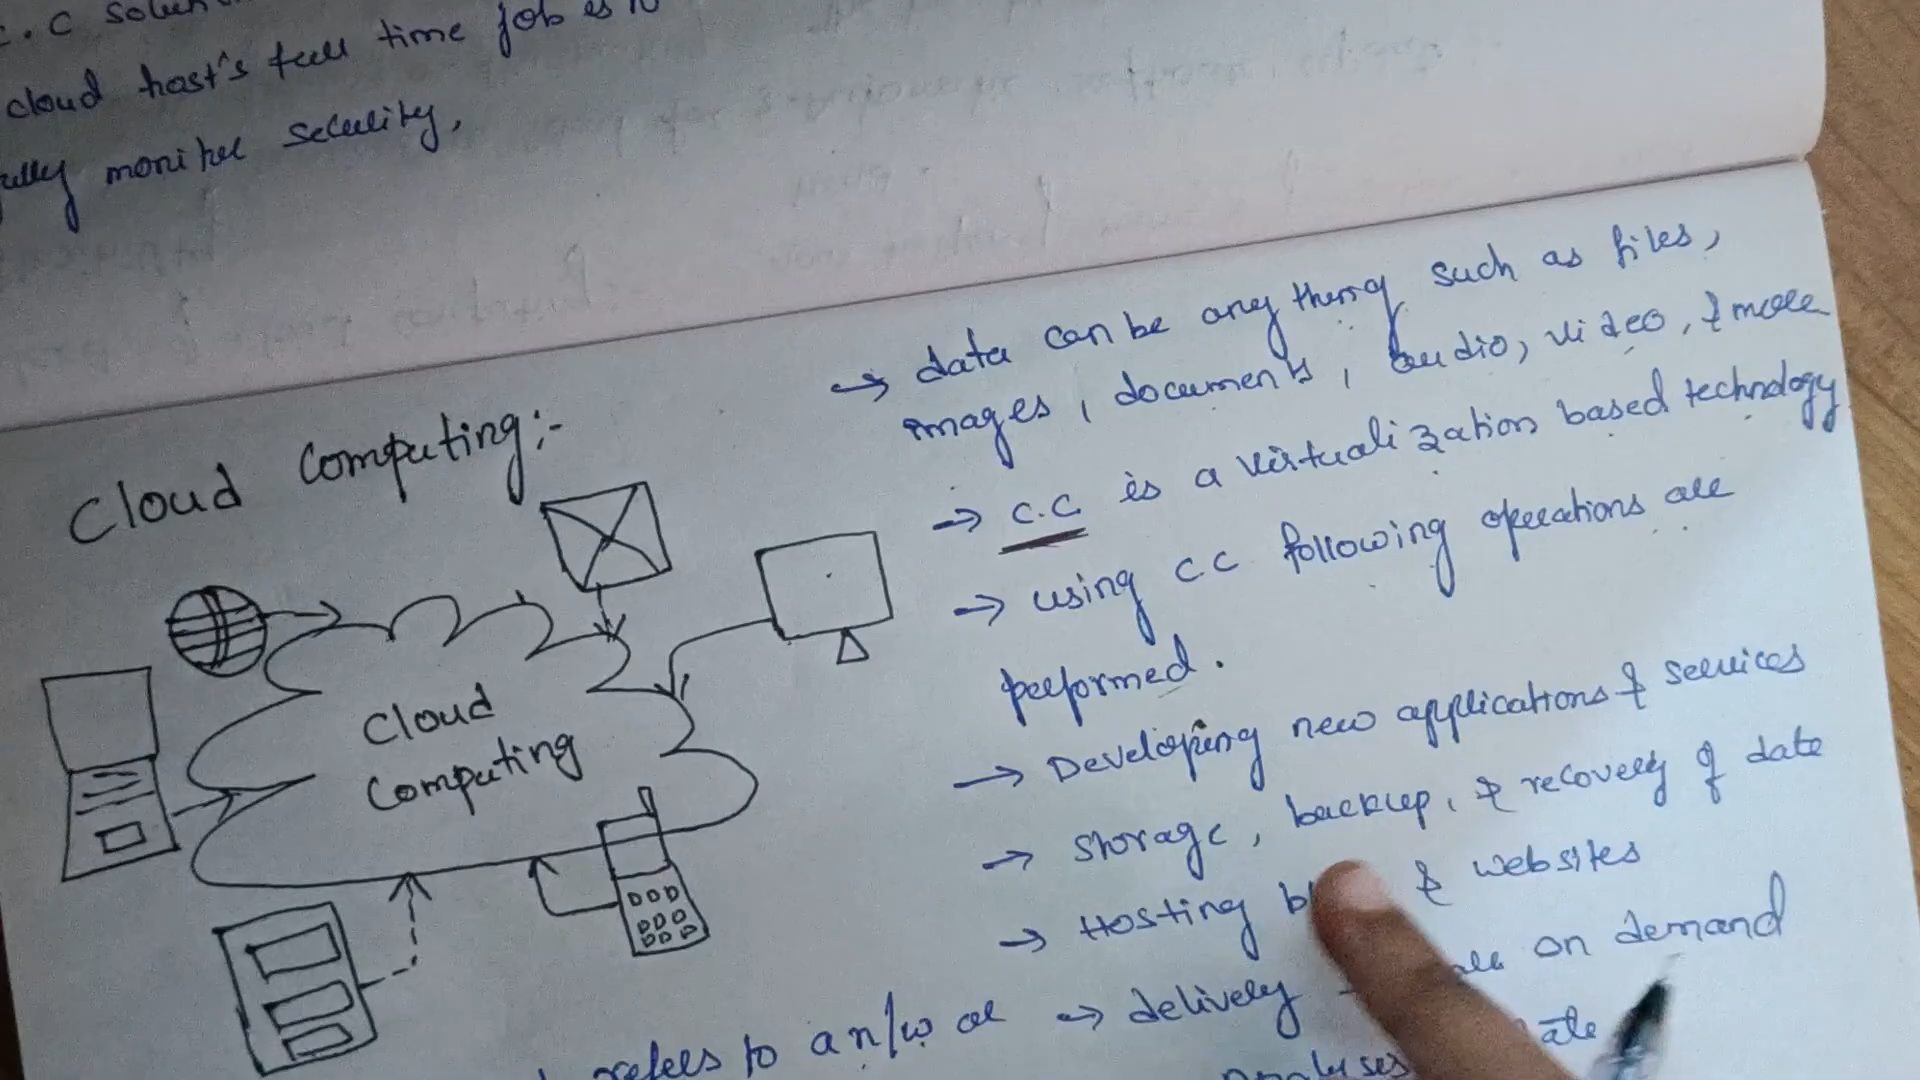 C.C
cloud host's full time job is
monitor security,
Cloud Computing:-
Cloud
Computing
→ data can be any thing such as files,
images, documents, audio, video, & more
→ C.C is a virtualization based technology
→ using CC following operations are
performed.
→ Developing new applications & services
→ Storage, backup, & recovery of date
→ Hosting & websites
→ delivery on demand
refers to a n/w or